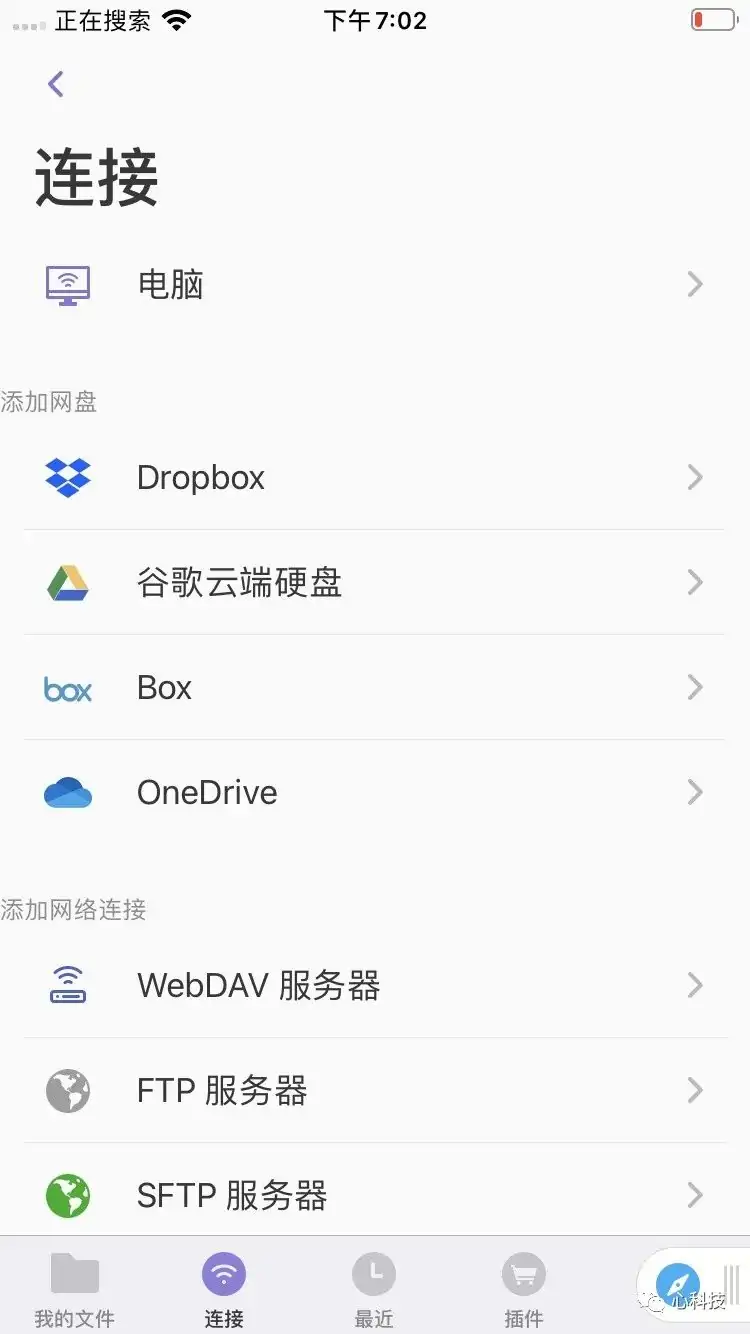 正在搜索
下午7:02
连接
电脑
添加网盘
Dropbox
谷歌云端硬盘
box
Box
OneDrive
添加网络连接
WebDAV 服务器
FTP 服务器
SFTP 服务器
我的文件
连接
最近
插件
心科技